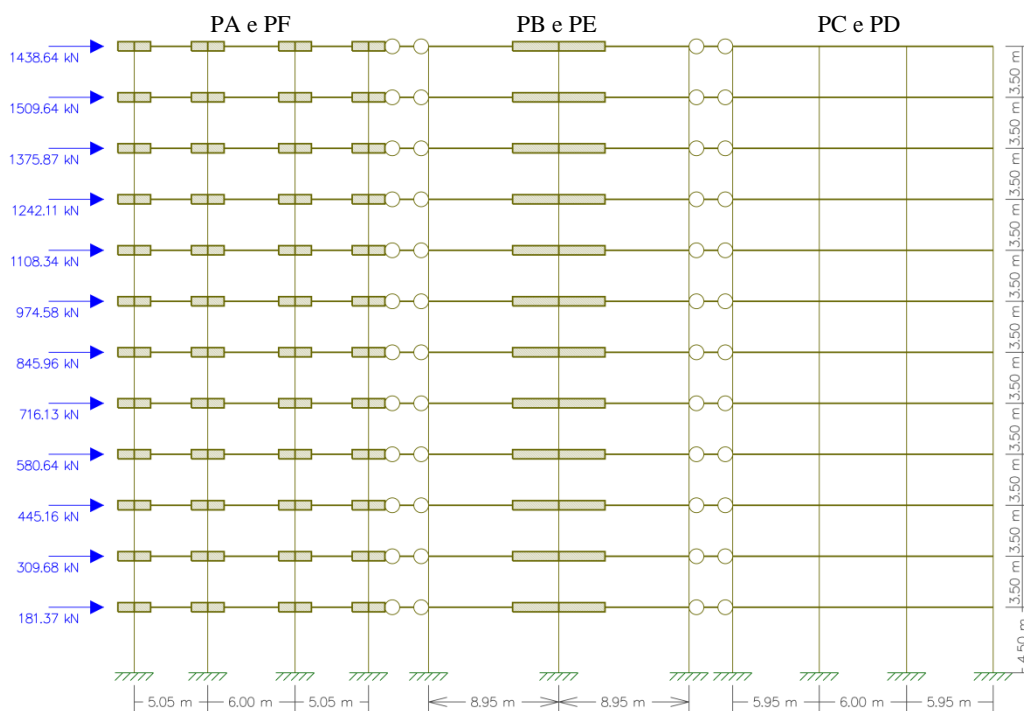 PA e PF PB e PE PC e PD
1438.64 kN
1509.64 kN
1375.87 kN
1242.11 kN
1108.34 kN
974.58 kN
845.96 kN
716.13 kN
580.64 kN
445.16 kN
309.68 kN
181.37 kN
3.50 m
3.50 m
3.50 m
3.50 m
3.50 m
3.50 m
3.50 m
3.50 m
3.50 m
3.50 m
3.50 m
4.50 m
5.05 m 6.00 m 5.05 m 8.95 m 8.95 m 5.95 m 6.00 m 5.95 m